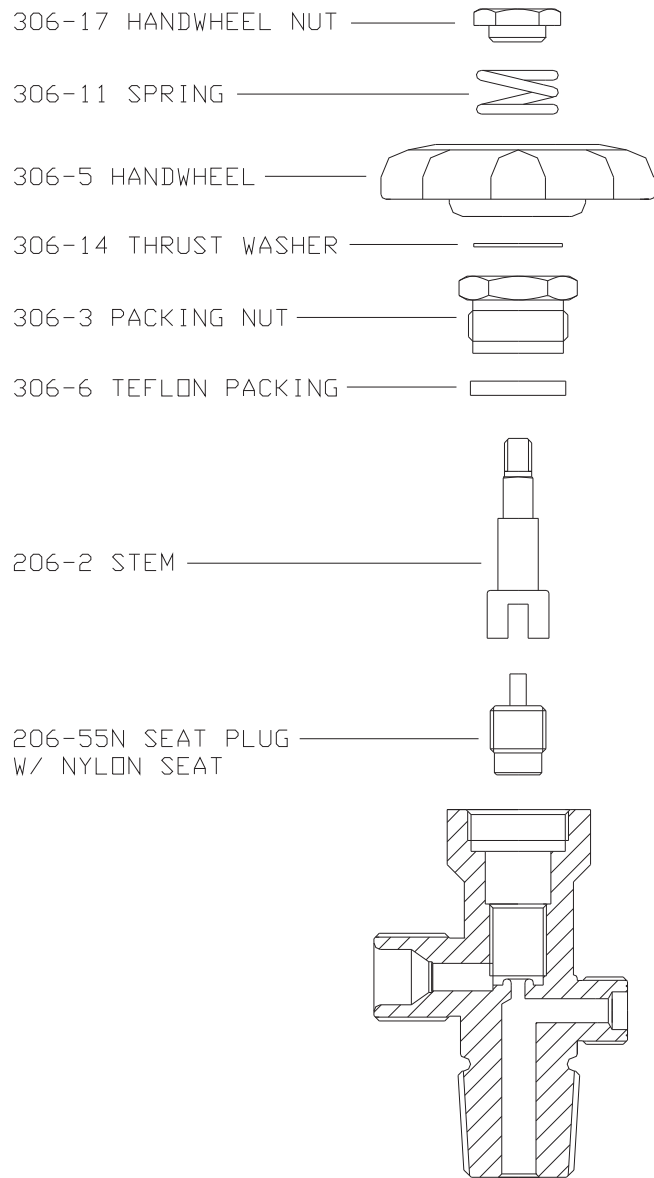 306-17 HANDWHEEL NUT
306-11 SPRING
306-5 HANDWHEEL
306-14 THRUST WASHER
306-3 PACKING NUT
306-6 TEFLON PACKING
206-2 STEM
206-55N SEAT PLUG
W/ NYLON SEAT